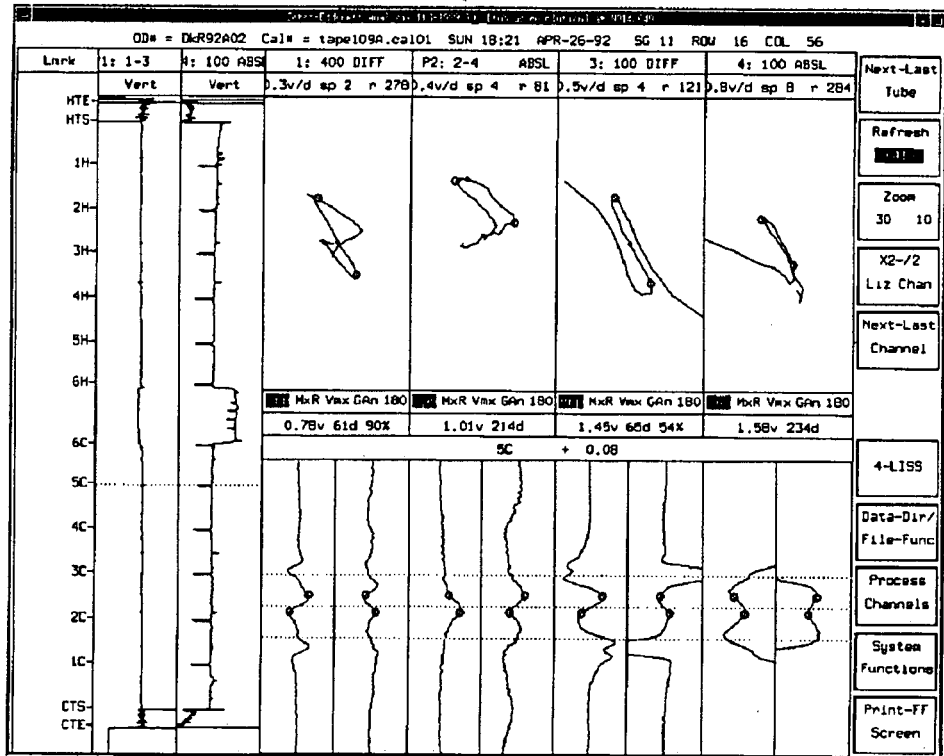 OD# = DkR92A02 Cal# = tape109A.cal01 SUN 18:21 APR-26-92 SG 11 ROW 16 COL 56
Lmrk 1: 1-3 4: 100 ABSL 1: 400 DIFF P2: 2-4 ABSL 3: 100 DIFF 4: 100 ABSL
Vert Vert 0.3v/d sp 2 r 278 0.4v/d sp 4 r 81 0.5v/d sp 4 r 121 0.8v/d sp 8 r 284
HTE
HTS
1H
2H
3H
4H
5H
6H
6C
5C
4C
3C
2C
1C
CTS
CTE
MxR Vmx GAn 180 MxR Vmx GAn 180 MxR Vmx GAn 180 MxR Vmx GAn 180
0.78v 61d 90% 1.01v 214d 1.45v 65d 54% 1.58v 234d
5C + 0.08
Next-Last
Tube
Refresh
Zoom
30 10
X2-/2
Liz Chan
Next-Last
Channel
4-LISS
Data-Dir/
File-Func
Process
Channels
System
Functions
Print-FF
Screen